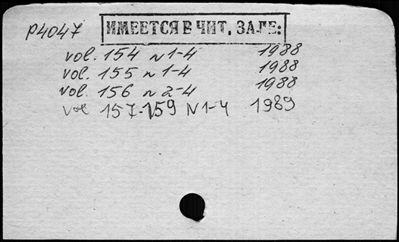 P4047 ИМЕЕТСЯ В ЧИТ. ЗАЛЕ:
vol. 154 n 1-4 1988
vol. 155 n 1-4 1988
vol. 156 n 2-4 1988
vol 157-159 N 1-4 1989